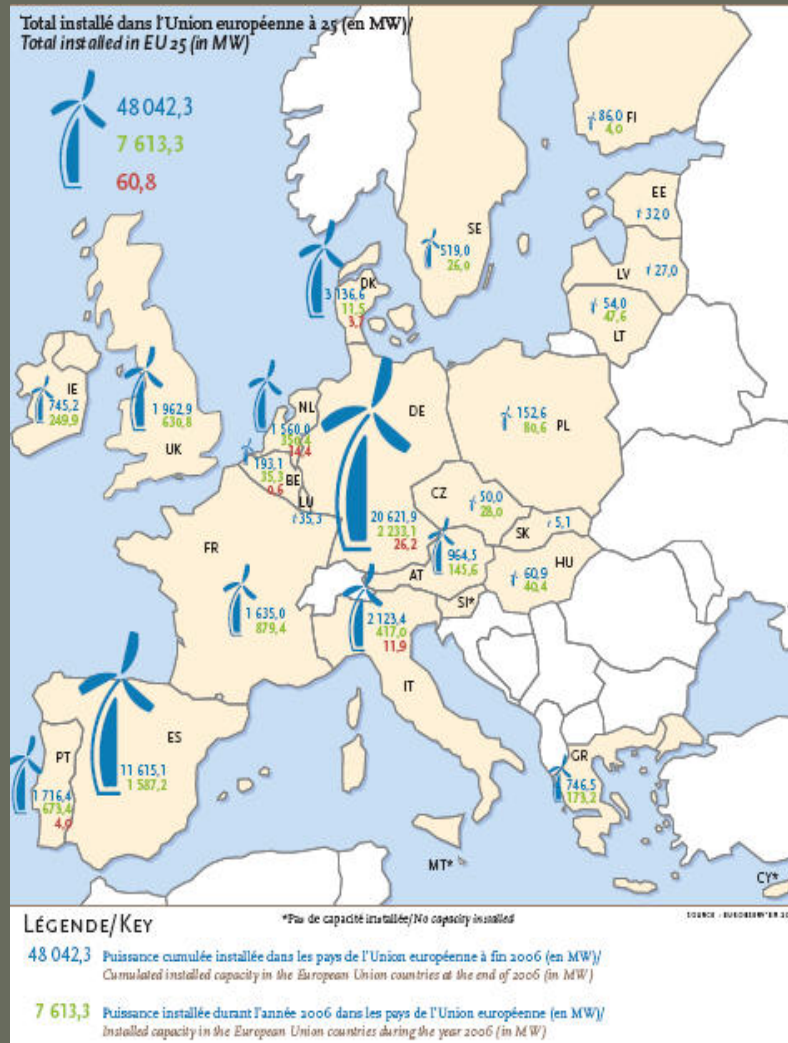 Total installé dans l'Union européenne à 25 (en MW)/
Total installed in EU 25 (in MW)
48 042,3
7 613,3
60,8
86,0 FI
4,0
EE
32,0
SE
519,0
26,0
LV
27,0
54,0
47,6
LT
DK
3 136,6
11,5
3,7
IE
745,2
249,9
1 962,9
630,8
UK
NL
1 560,0
350,4
14,4
DE
152,6
80,6
PL
193,1
35,3
BE
9,6
LU
35,3
20 621,9
2 233,1
26,2
CZ
50,0
28,0
SK
5,1
FR
964,5
145,6
AT
HU
60,9
40,4
SI*
1 635,0
879,4
2 123,4
417,0
11,9
IT
ES
11 615,1
1 587,2
PT
1 716,4
673,4
4,9
GR
746,5
173,2
MT*
CY*
LÉGENDE/KEY
*Pas de capacité installée/No capacity installed
SOURCE : EUROBSERV'ER
48 042,3 Puissance cumulée installée dans les pays de l'Union européenne à fin 2006 (en MW)/
Cumulated installed capacity in the European Union countries at the end of 2006 (in MW)
7 613,3 Puissance installée durant l'année 2006 dans les pays de l'Union européenne (en MW)/
Installed capacity in the European Union countries during the year 2006 (in MW)